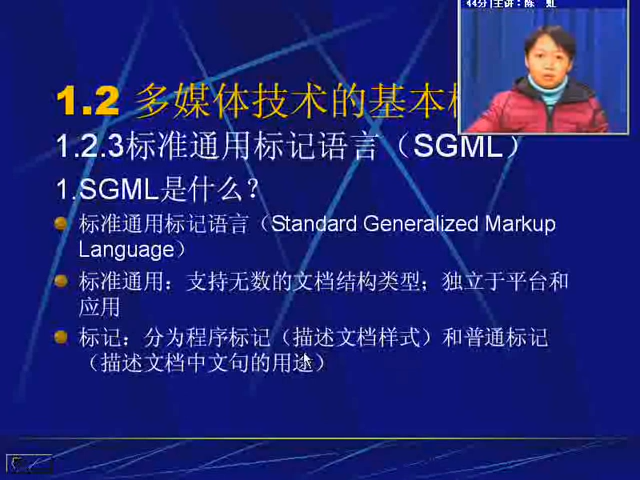 44分|主讲：陈 虹
1.2 多媒体技术的基本
1.2.3标准通用标记语言（SGML）
1.SGML是什么？
标准通用标记语言（Standard Generalized Markup
Language）
标准通用：支持无数的文档结构类型；独立于平台和
应用
标记：分为程序标记（描述文档样式）和普通标记
（描述文档中文句的用途）